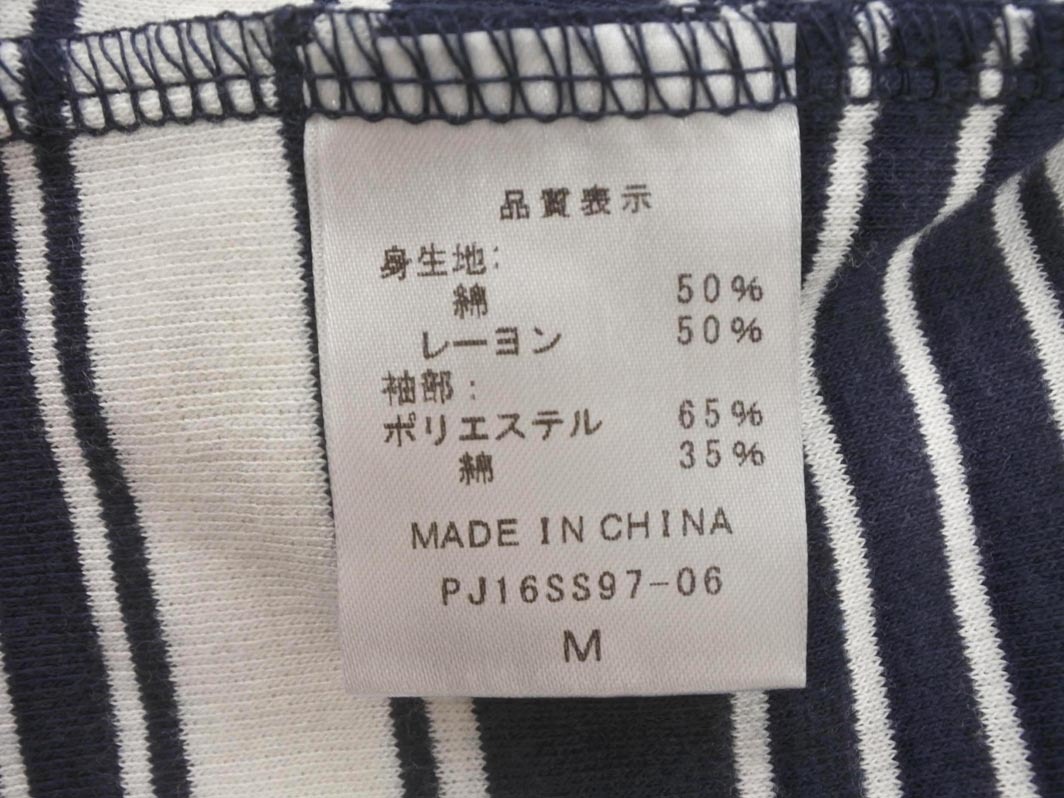 品質表示
身生地:
綿 50%
レーヨン 50%
袖部:
ポリエステル 65%
綿 35%
MADE IN CHINA
PJ16SS97-06
M